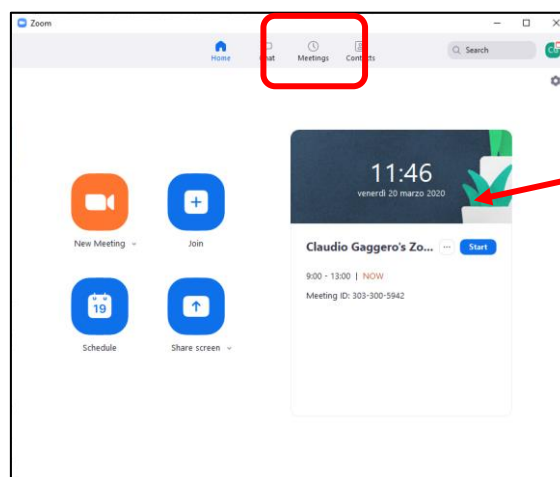 Zoom
Home
Chat
Meetings
Contacts
Search
11:46
venerdì 20 marzo 2020
New Meeting
Join
Claudio Gaggero's Zo... ... Start
9:00 - 13:00 | NOW
Meeting ID: 303-300-5942
19
Schedule
Share screen